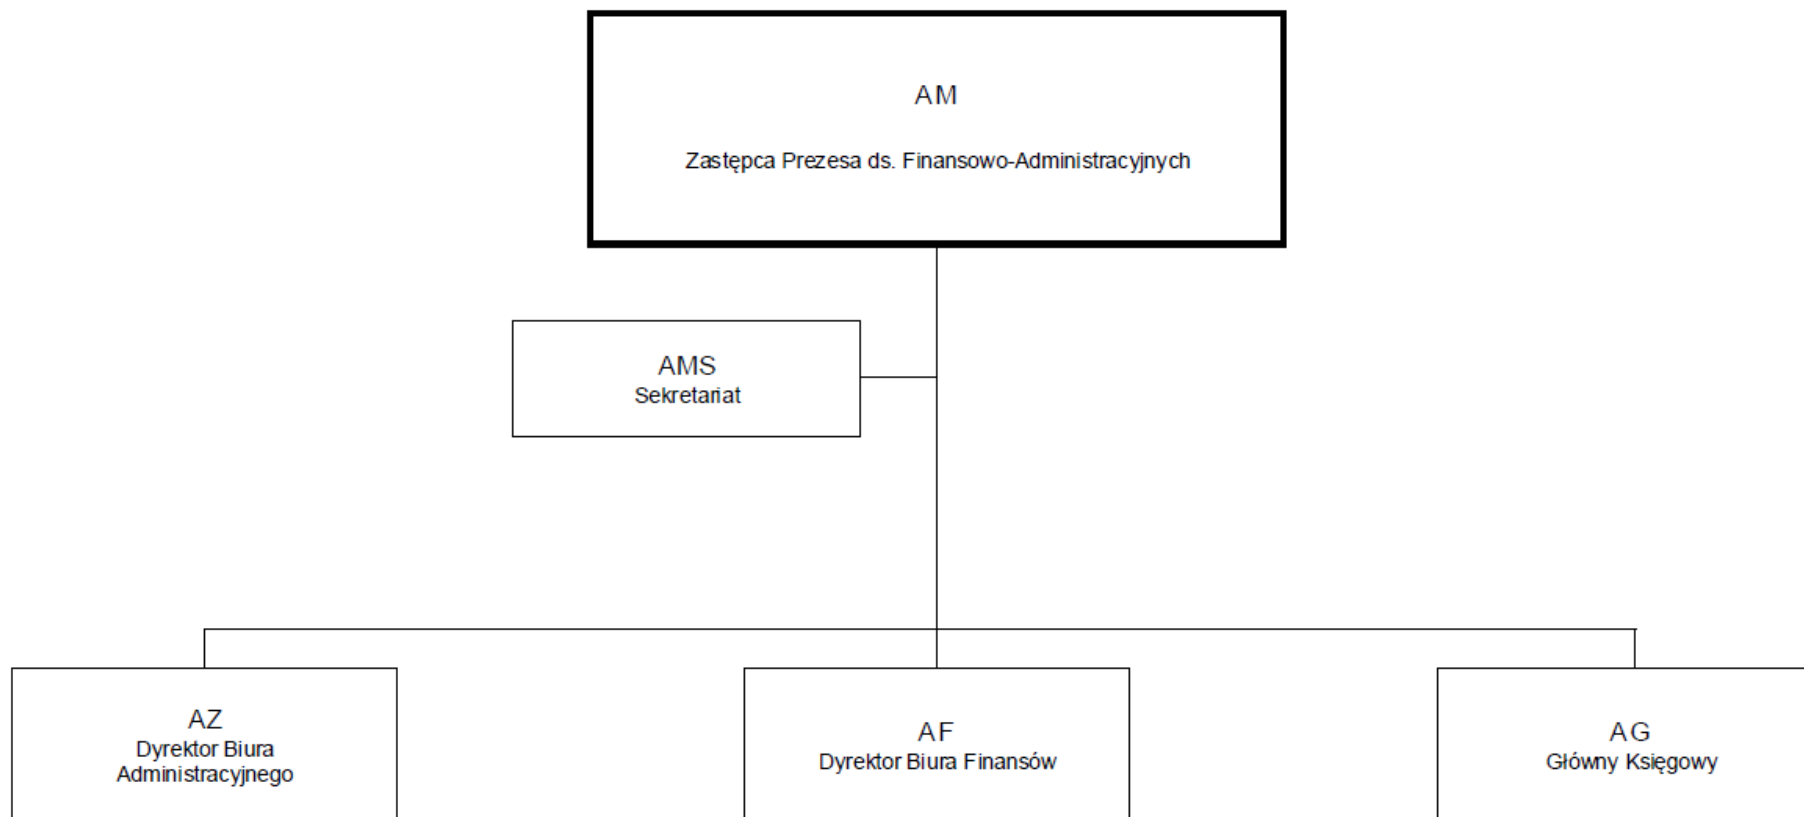 AM
Zastępca Prezesa ds. Finansowo-Administracyjnych
AMS
Sekretariat
AZ
Dyrektor Biura
Administracyjnego
AF
Dyrektor Biura Finansów
AG
Główny Księgowy